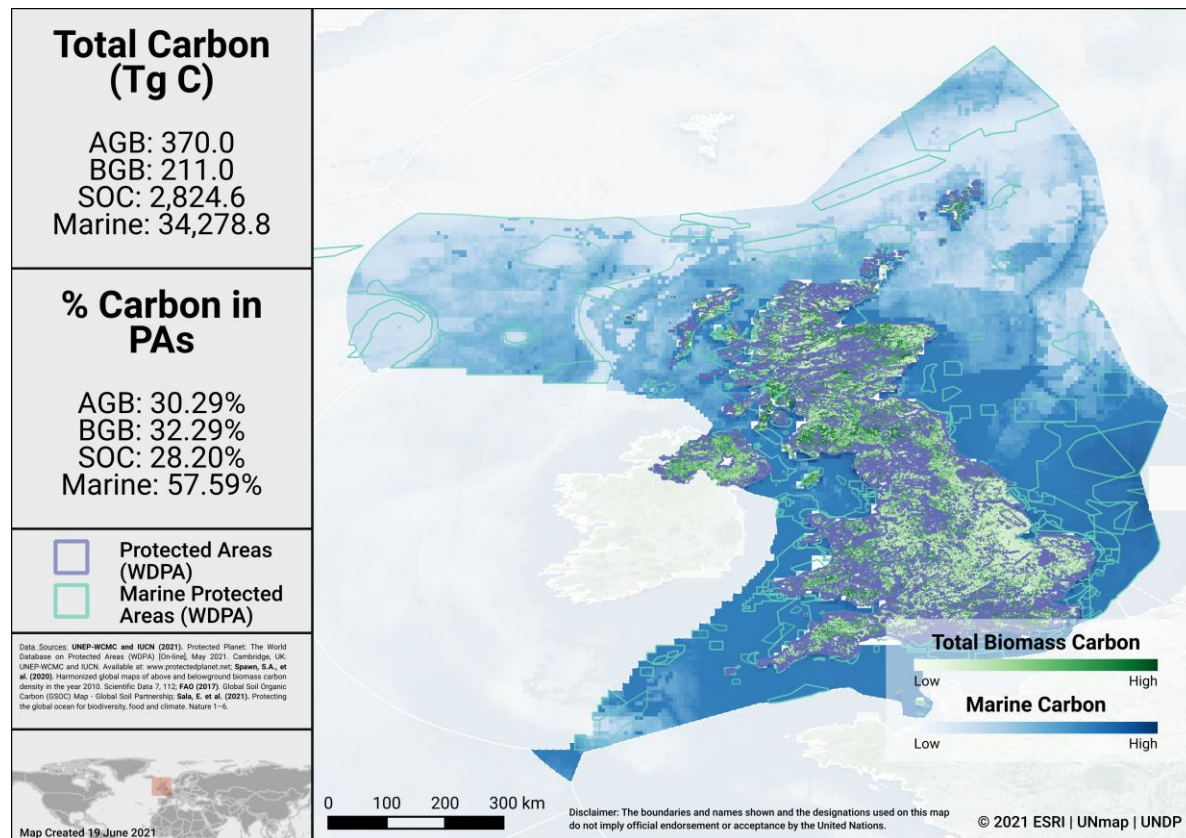 Total Carbon
(Tg C)
AGB: 370.0
BGB: 211.0
SOC: 2,824.6
Marine: 34,278.8
% Carbon in
PAs
AGB: 30.29%
BGB: 32.29%
SOC: 28.20%
Marine: 57.59%
Protected Areas
(WDPA)
Marine Protected
Areas (WDPA)
Data Sources: UNEP-WCMC and IUCN (2021). Protected Planet: The World
Database on Protected Areas (WDPA) [On-line], May 2021. Cambridge, UK:
UNEP-WCMC and IUCN. Available at: www.protectedplanet.net; Spawn, S.A., et
al. (2020). Harmonized global maps of above and belowground biomass carbon
density in the year 2010. Scientific Data 7, 112; FAO (2017). Global Soil Organic
Carbon (GSOC) Map - Global Soil Partnership; Sala, E. et al. (2021). Protecting
the global ocean for biodiversity, food and climate. Nature 1–6.
Map Created 19 June 2021
Total Biomass Carbon
Low High
Marine Carbon
Low High
0 100 200 300 km
Disclaimer: The boundaries and names shown and the designations used on this map
do not imply official endorsement or acceptance by the United Nations.
© 2021 ESRI | UNmap | UNDP